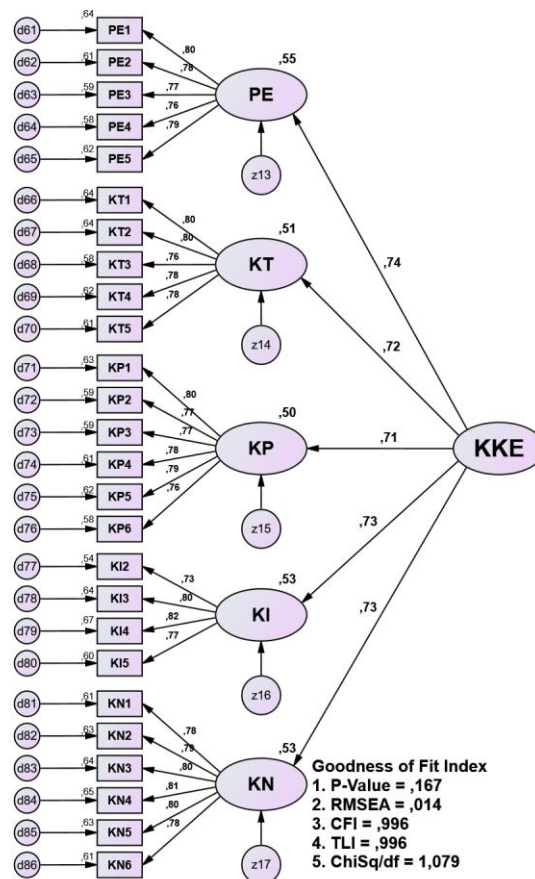 d61 ,64 PE1 ,80
d62 ,61 PE2 ,78 ,55
d63 ,59 PE3 ,77 PE
d64 ,58 PE4 ,76
d65 ,62 PE5 ,79
z13
d66 ,64 KT1 ,80
d67 ,64 KT2 ,80 ,51
d68 ,58 KT3 ,76 KT ,74
d69 ,62 KT4 ,78
d70 ,61 KT5 ,78
z14 ,72
d71 ,63 KP1 ,80
d72 ,59 KP2 ,77 ,50
d73 ,59 KP3 ,77 KP ,71 KKE
d74 ,61 KP4 ,78
d75 ,62 KP5 ,79
d76 ,58 KP6 ,76 z15
d77 ,54 KI2 ,73 ,73
d78 ,64 KI3 ,80 ,53
d79 ,67 KI4 ,82 KI ,73
d80 ,60 KI5 ,77
z16
d81 ,61 KN1 ,78
d82 ,63 KN2 ,79 ,53
d83 ,64 KN3 ,80 KN
d84 ,65 KN4 ,81
d85 ,63 KN5 ,80
d86 ,61 KN6 ,78 z17
Goodness of Fit Index
1. P-Value = ,167
2. RMSEA = ,014
3. CFI = ,996
4. TLI = ,996
5. ChiSq/df = 1,079